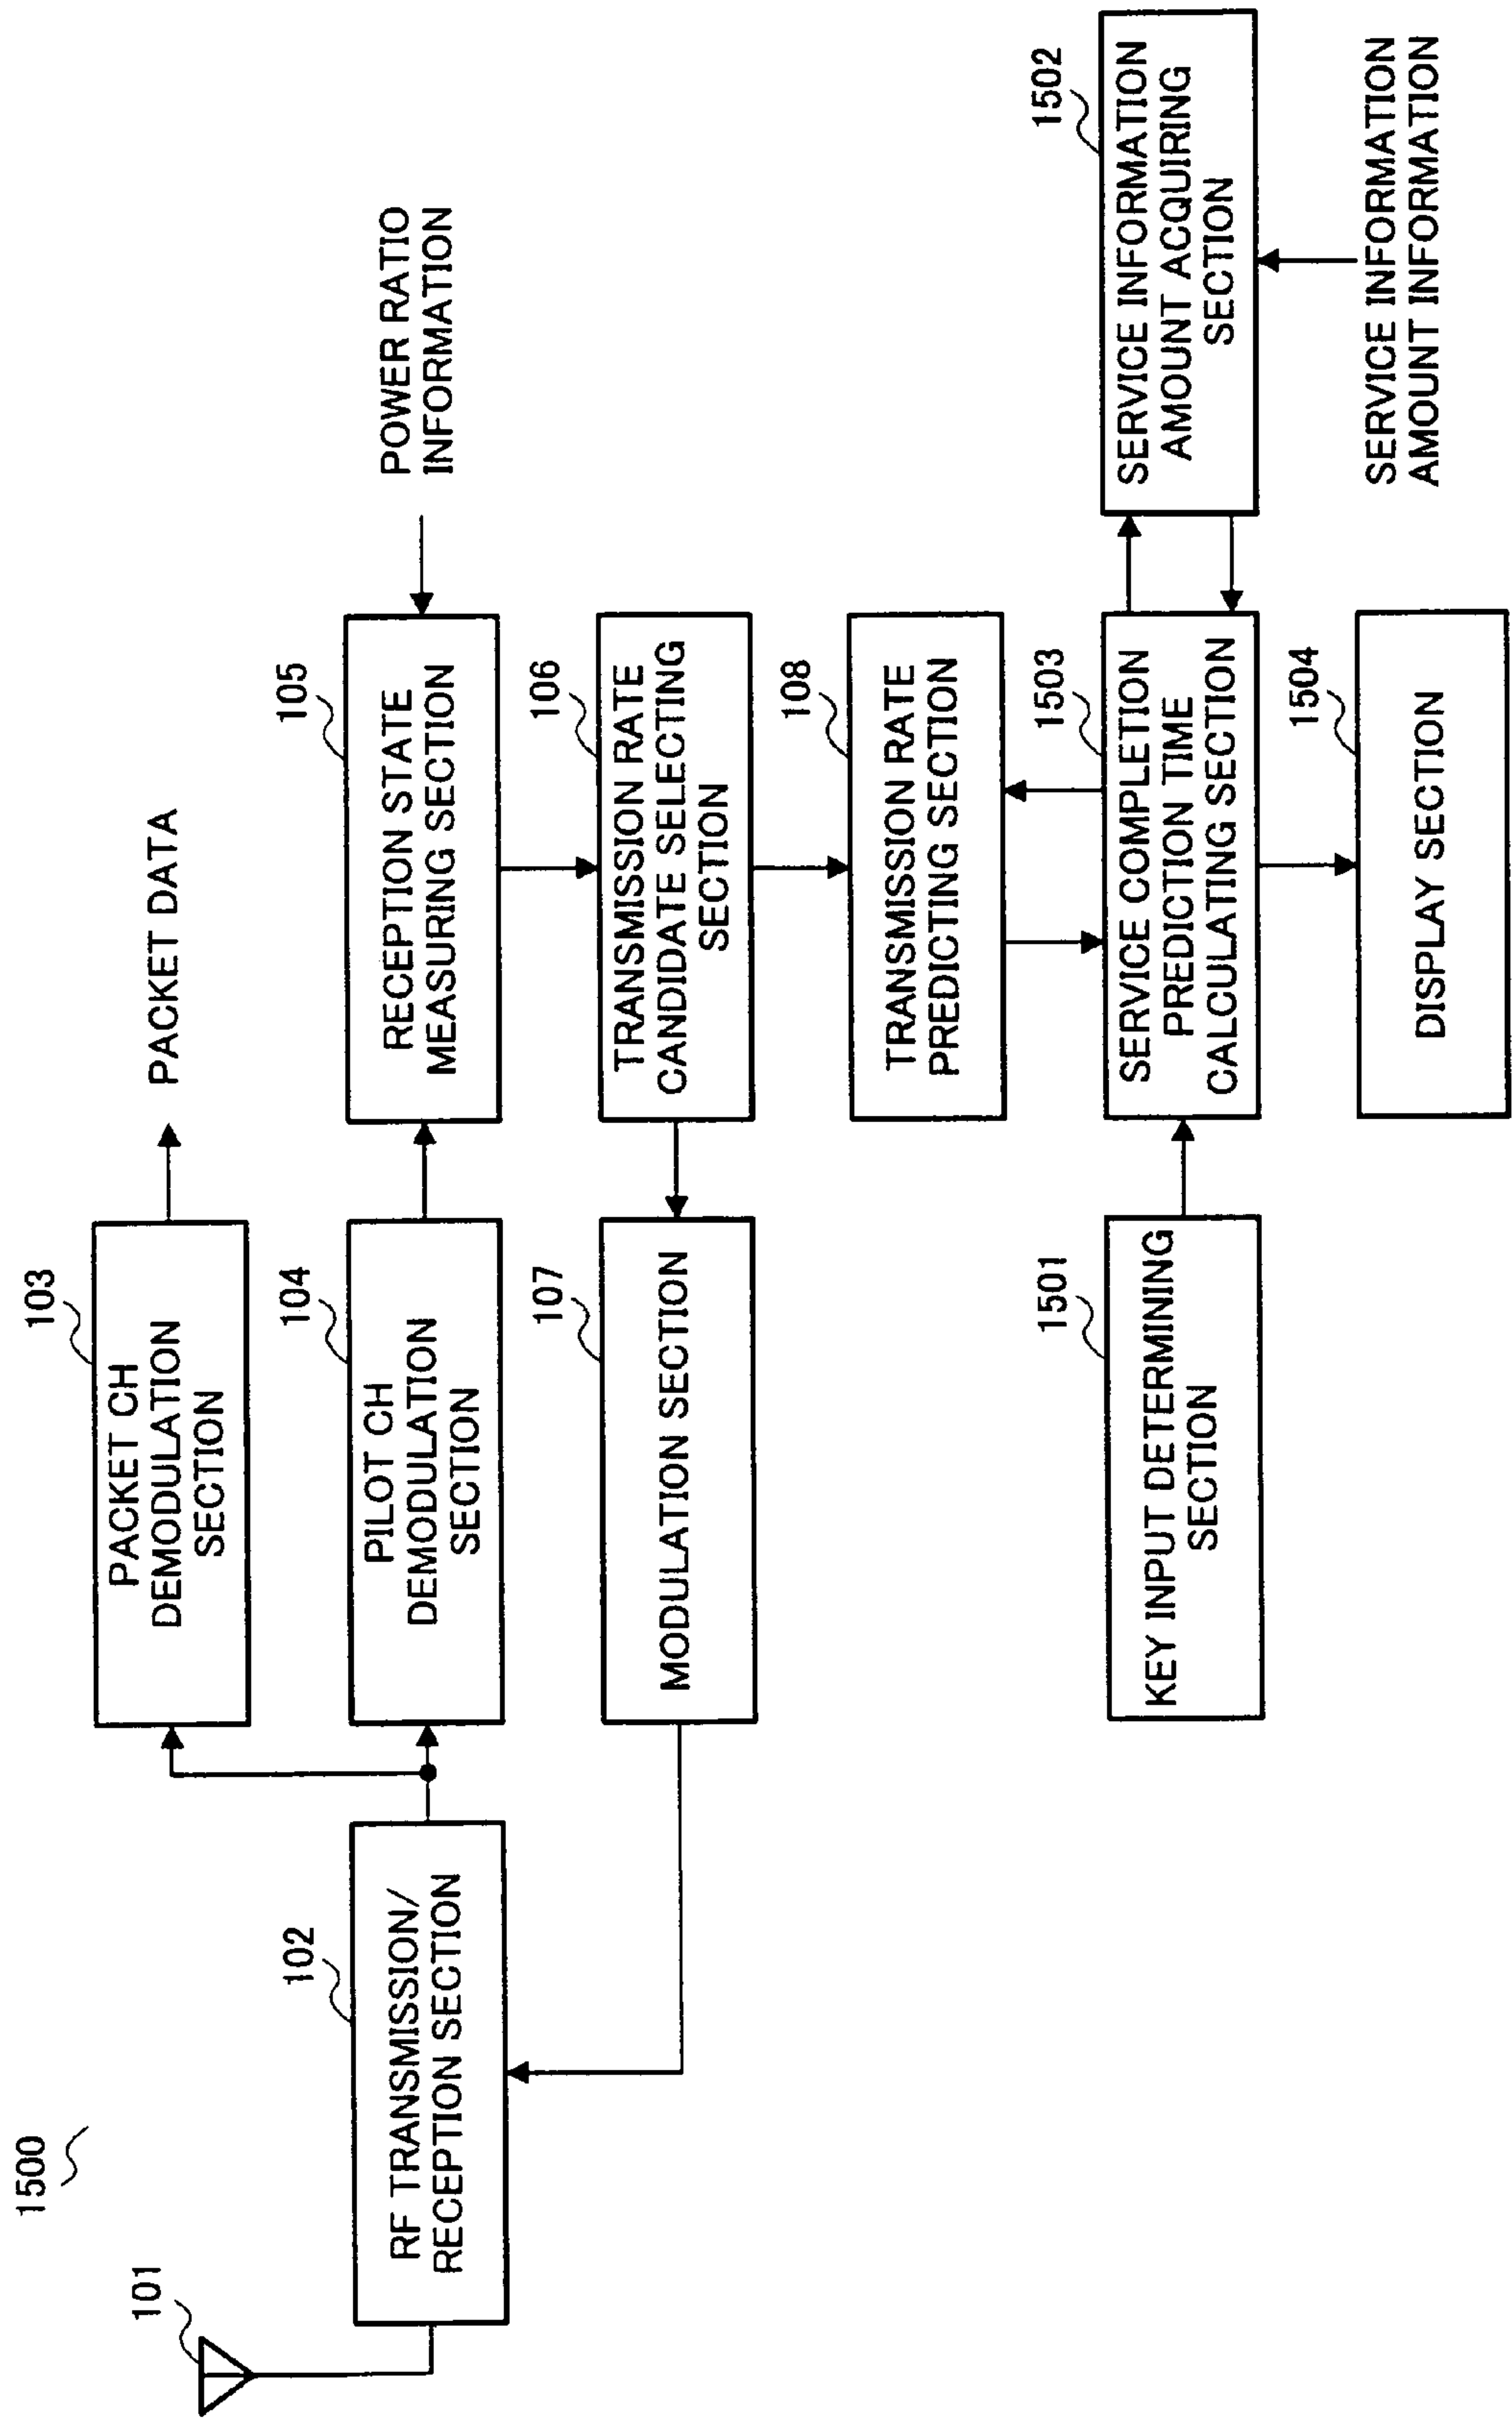 1500
101
102
RF TRANSMISSION/
RECEPTION SECTION
103
PACKET CH
DEMODULATION
SECTION
PACKET DATA
104
PILOT CH
DEMODULATION
SECTION
105
RECEPTION STATE
MEASURING SECTION
POWER RATIO
INFORMATION
107
MODULATION SECTION
106
TRANSMISSION RATE
CANDIDATE SELECTING
SECTION
108
TRANSMISSION RATE
PREDICTING SECTION
1501
KEY INPUT DETERMINING
SECTION
1503
SERVICE COMPLETION
PREDICTION TIME
CALCULATING SECTION
1502
SERVICE INFORMATION
AMOUNT ACQUIRING
SECTION
1504
DISPLAY SECTION
SERVICE INFORMATION
AMOUNT INFORMATION